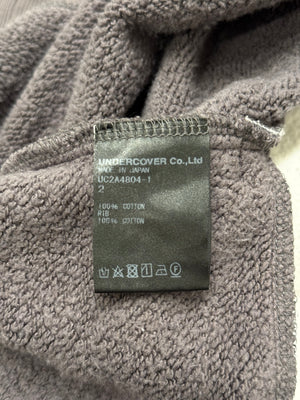 UNDERCOVER Co.,Ltd
MADE IN JAPAN
UC2A4804-1
2
100% COTTON
RIB
100% COTTON